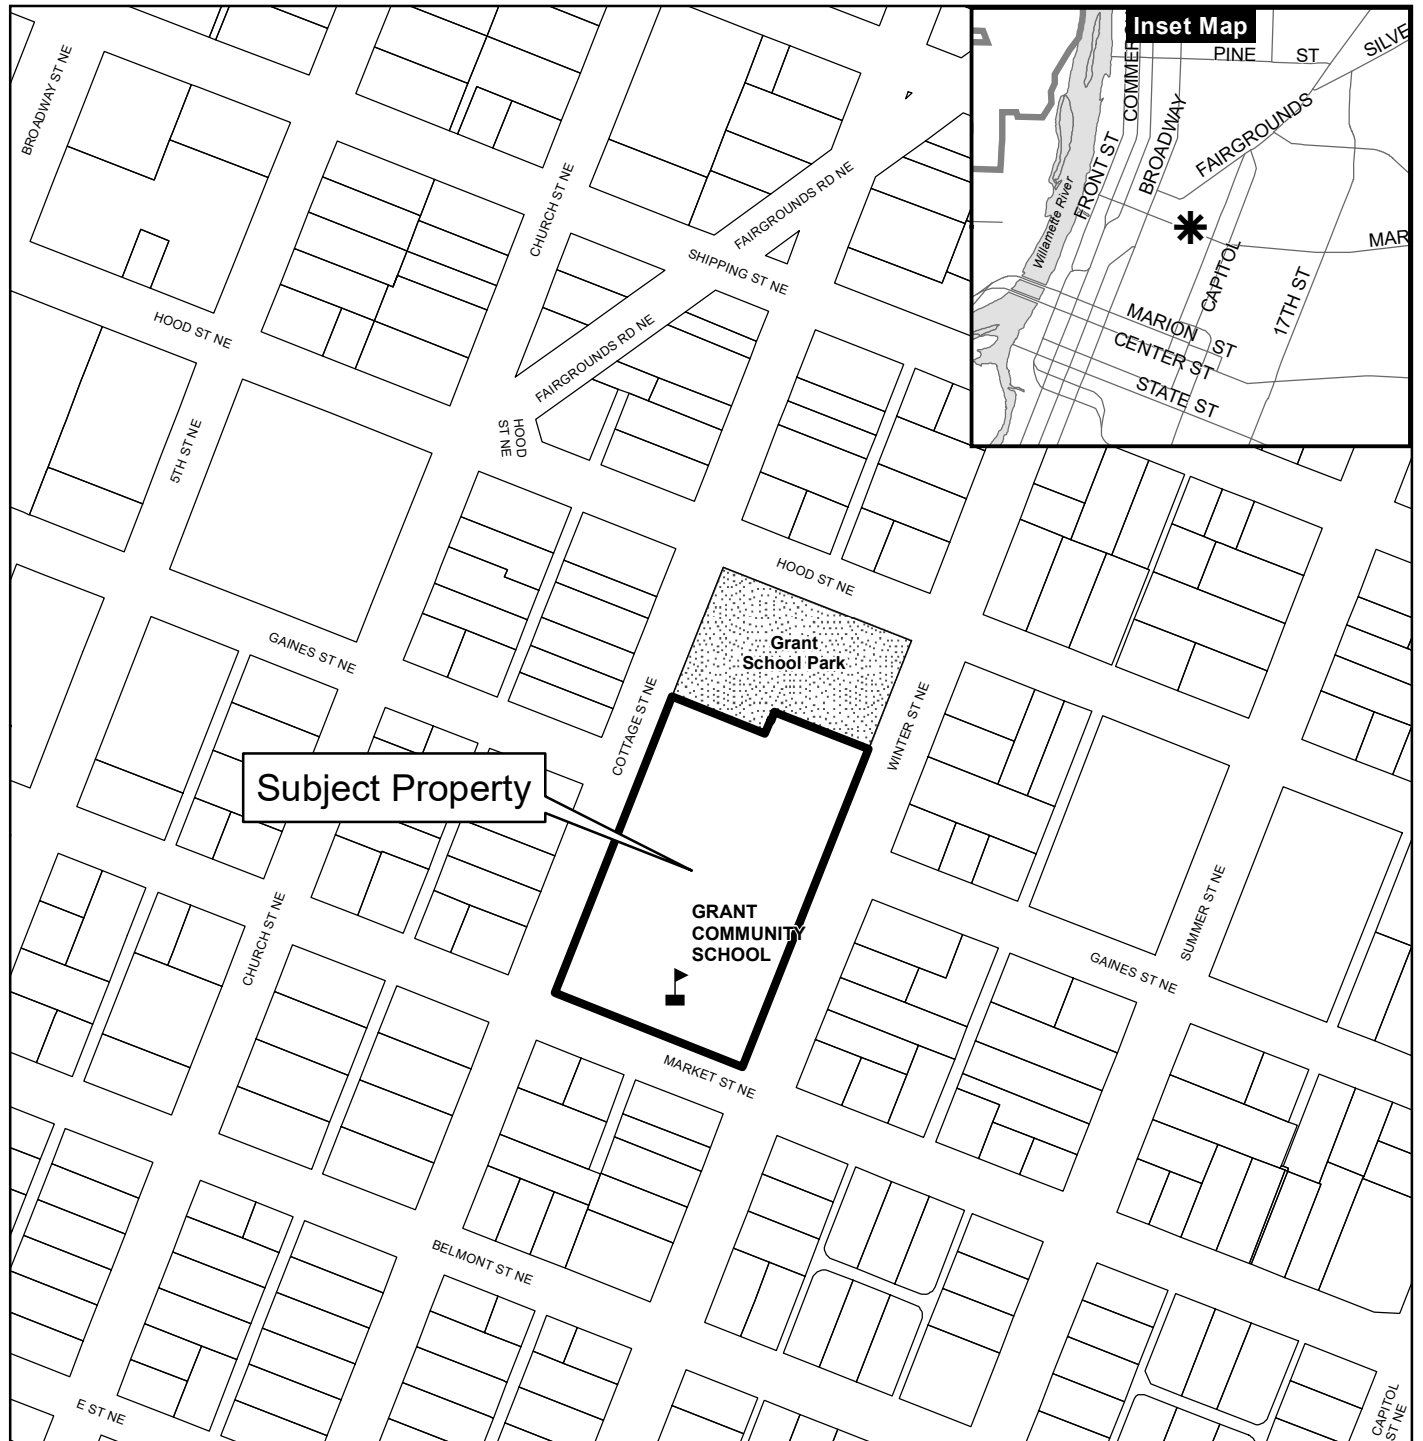 Inset Map
PINE ST
SILVE
COMMER
FAIRGROUNDS
BROADWAY
FRONT ST
Willamette River
MAR
CAPITOL
17TH ST
MARION ST
CENTER ST
STATE ST
BROADWAY ST NE
CHURCH ST NE
FAIRGROUNDS RD NE
SHIPPING ST NE
HOOD ST NE
FAIRGROUNDS RD NE
HOOD
ST NE
5TH ST NE
HOOD ST NE
GAINES ST NE
Grant
School Park
COTTAGE ST NE
WINTER ST NE
Subject Property
GRANT
COMMUNITY
SCHOOL
CHURCH ST NE
SUMMER ST NE
GAINES ST NE
MARKET ST NE
BELMONT ST NE
E ST NE
CAPITOL
ST NE